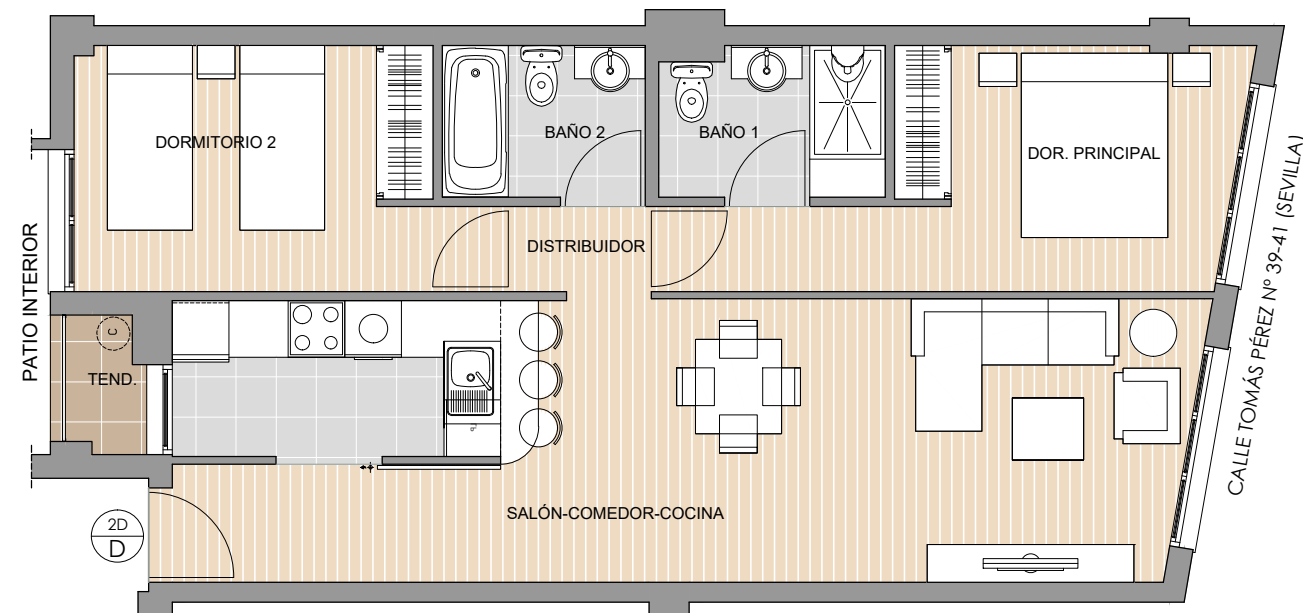 DORMITORIO 2
BAÑO 2
BAÑO 1
DOR. PRINCIPAL
DISTRIBUIDOR
PATIO INTERIOR
C
TEND.
SALÓN-COMEDOR-COCINA
2D
D
CALLE TOMÁS PÉREZ Nº 39-41 (SEVILLA)